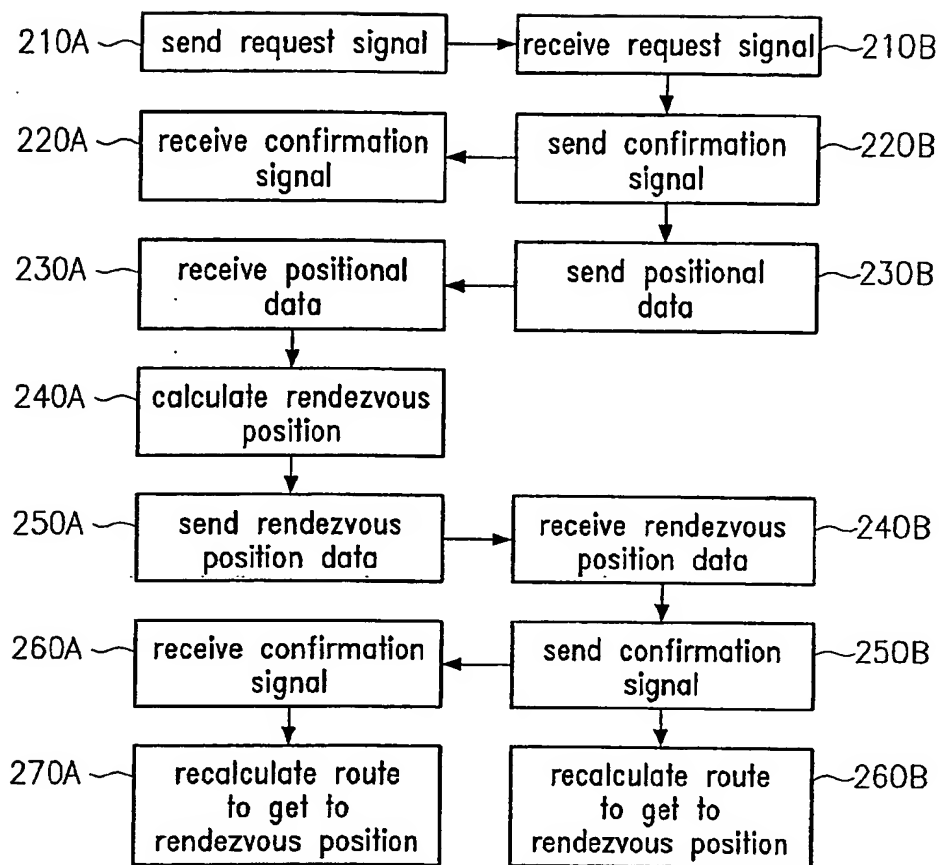 210A
send request signal
receive request signal
210B
220A
receive confirmation
signal
send confirmation
signal
220B
230A
receive positional
data
send positional
data
230B
240A
calculate rendezvous
position
250A
send rendezvous
position data
receive rendezvous
position data
240B
260A
receive confirmation
signal
send confirmation
signal
250B
270A
recalculate route
to get to
rendezvous position
recalculate route
to get to
rendezvous position
260B